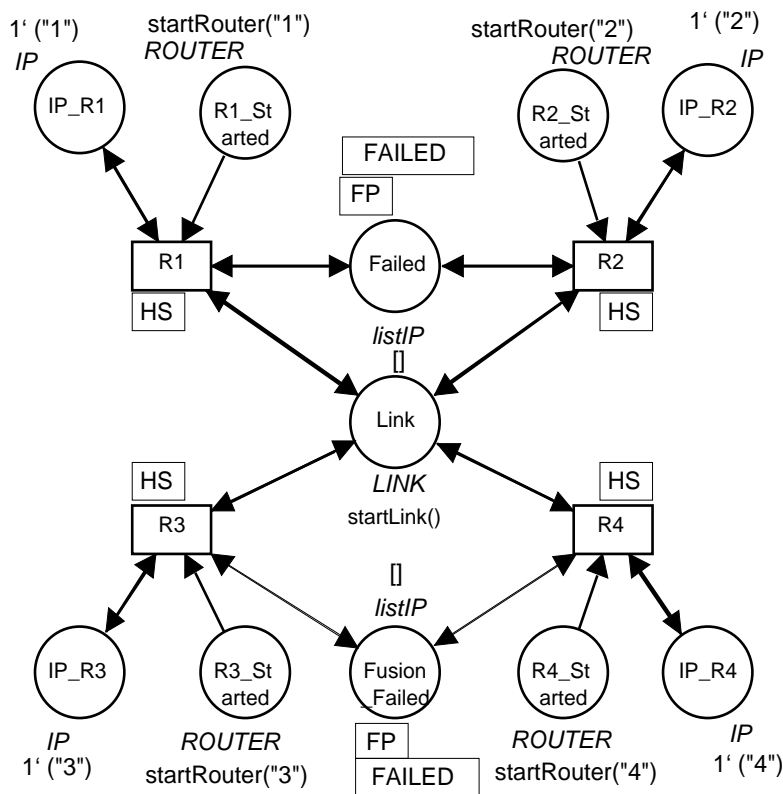 1‘ ("1")
startRouter("1")
startRouter("2")
1‘ ("2")
IP
ROUTER
ROUTER
IP
IP_R1
R1_St
arted
R2_St
arted
IP_R2
FAILED
FP
R1
Failed
R2
HS
HS
listIP
[]
Link
HS
LINK
HS
R3
startLink()
R4
[]
listIP
IP_R3
R3_St
arted
Fusion
_Failed
R4_St
arted
IP_R4
IP
ROUTER
FP
ROUTER
IP
1‘ ("3")
startRouter("3")
FAILED
startRouter("4")
1‘ ("4")